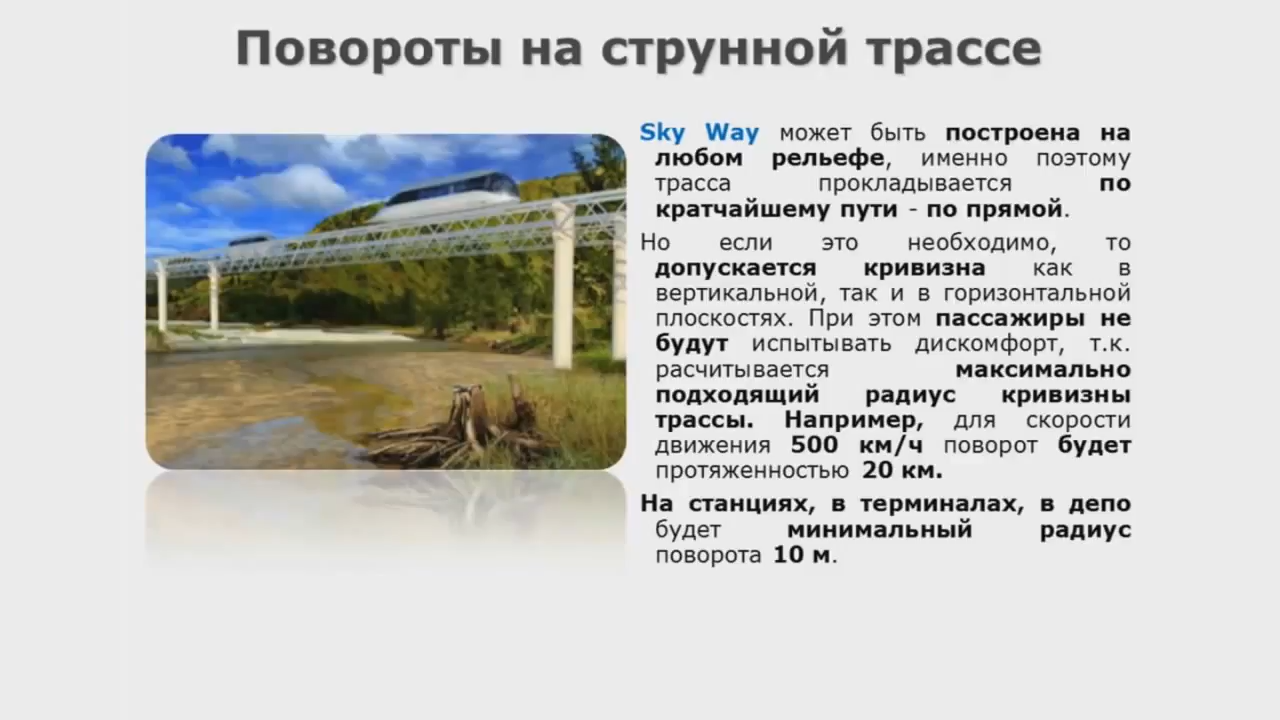 Повороты на струнной трассе
Sky Way может быть построена на
любом рельефе, именно поэтому
трасса прокладывается по
кратчайшему пути - по прямой.
Но если это необходимо, то
допускается кривизна как в
вертикальной, так и в горизонтальной
плоскостях. При этом пассажиры не
будут испытывать дискомфорт, т.к.
расчитывается максимально
подходящий радиус кривизны
трассы. Например, для скорости
движения 500 км/ч поворот будет
протяженностью 20 км.
На станциях, в терминалах, в депо
будет минимальный радиус
поворота 10 м.